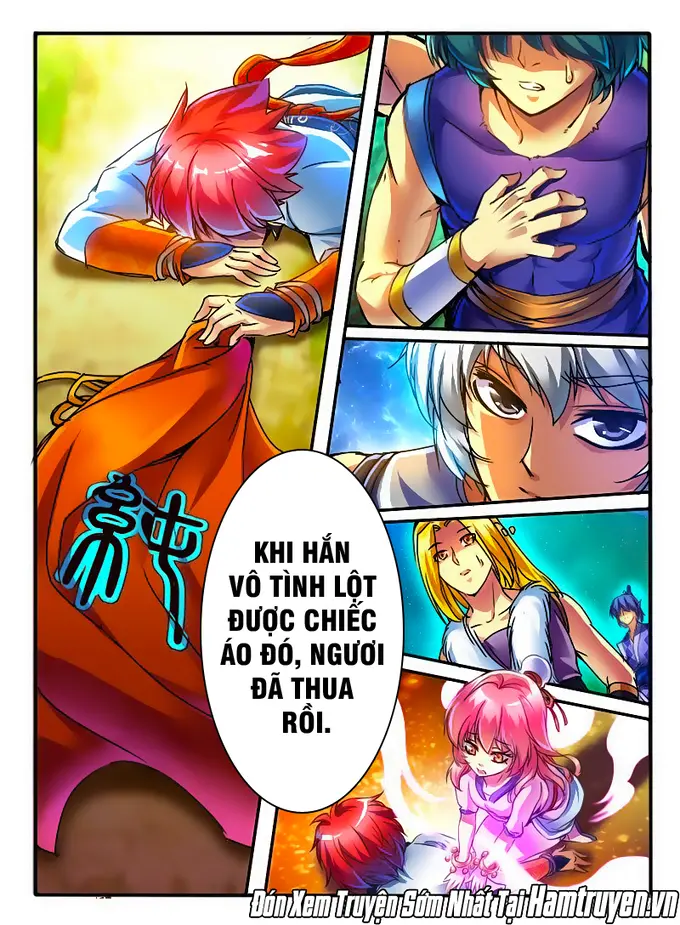 純
KHI HẮN
VÔ TÌNH LỘT
ĐƯỢC CHIẾC
ÁO ĐÓ, NGƯƠI
ĐÃ THUA
RỒI.
Đón Xem Truyện Sớm Nhất Tại Hamtruyen.vn